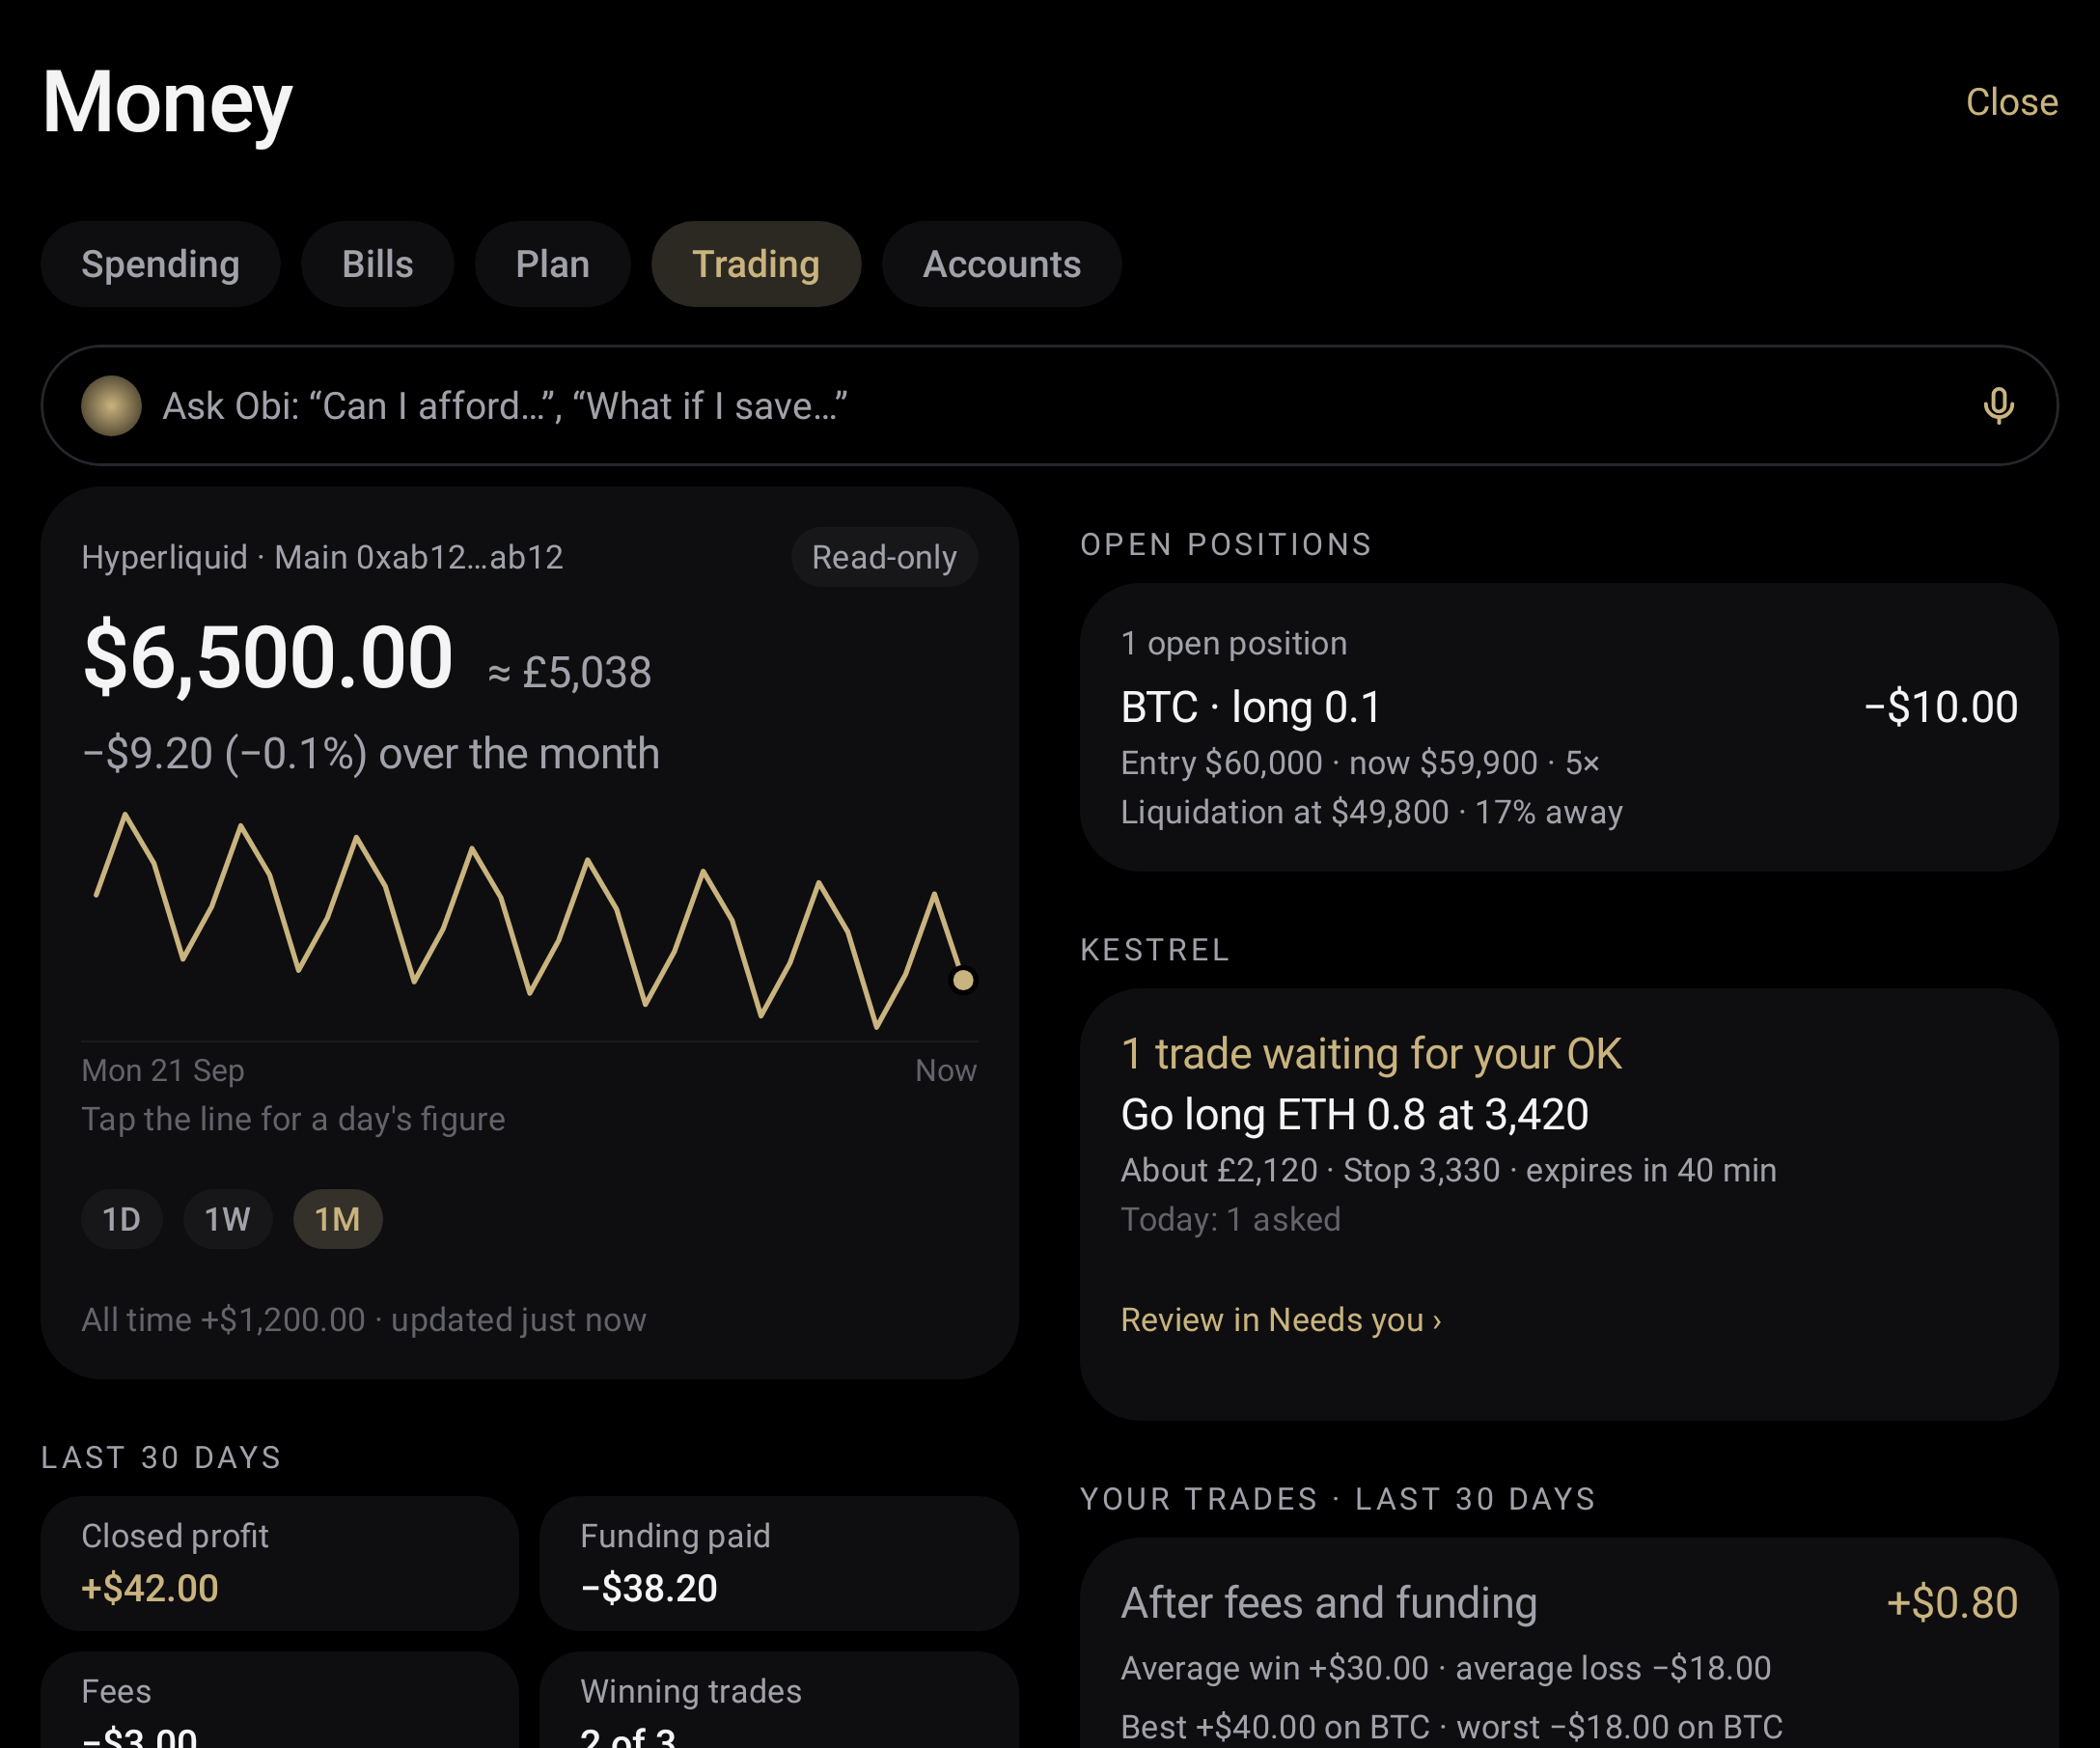 Money
Close
Spending
Bills
Plan
Trading
Accounts
Ask Obi: “Can I afford…”, “What if I save…”
Hyperliquid · Main 0xab12…ab12
Read-only
$6,500.00 ≈ £5,038
−$9.20 (−0.1%) over the month
Mon 21 Sep
Now
Tap the line for a day's figure
1D
1W
1M
All time +$1,200.00 · updated just now
LAST 30 DAYS
Closed profit
+$42.00
Funding paid
−$38.20
Fees
−$3.00
Winning trades
2 of 3
OPEN POSITIONS
1 open position
BTC · long 0.1
−$10.00
Entry $60,000 · now $59,900 · 5×
Liquidation at $49,800 · 17% away
KESTREL
1 trade waiting for your OK
Go long ETH 0.8 at 3,420
About £2,120 · Stop 3,330 · expires in 40 min
Today: 1 asked
Review in Needs you ›
YOUR TRADES · LAST 30 DAYS
After fees and funding
+$0.80
Average win +$30.00 · average loss −$18.00
Best +$40.00 on BTC · worst −$18.00 on BTC